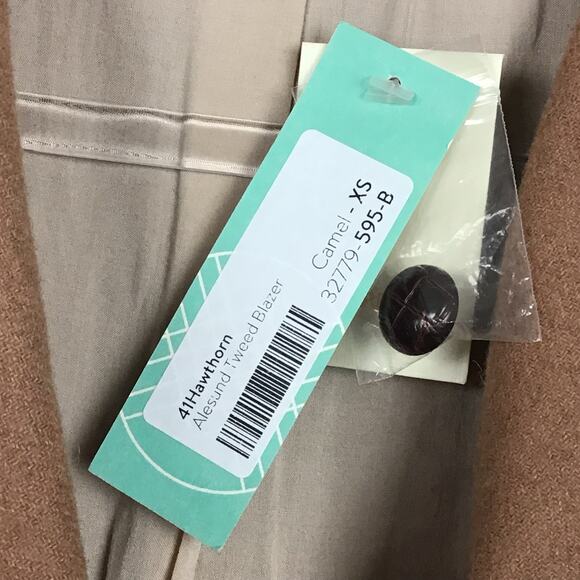 41Hawthorn
Alesund Tweed Blazer
Camel - XS
32779-595-B